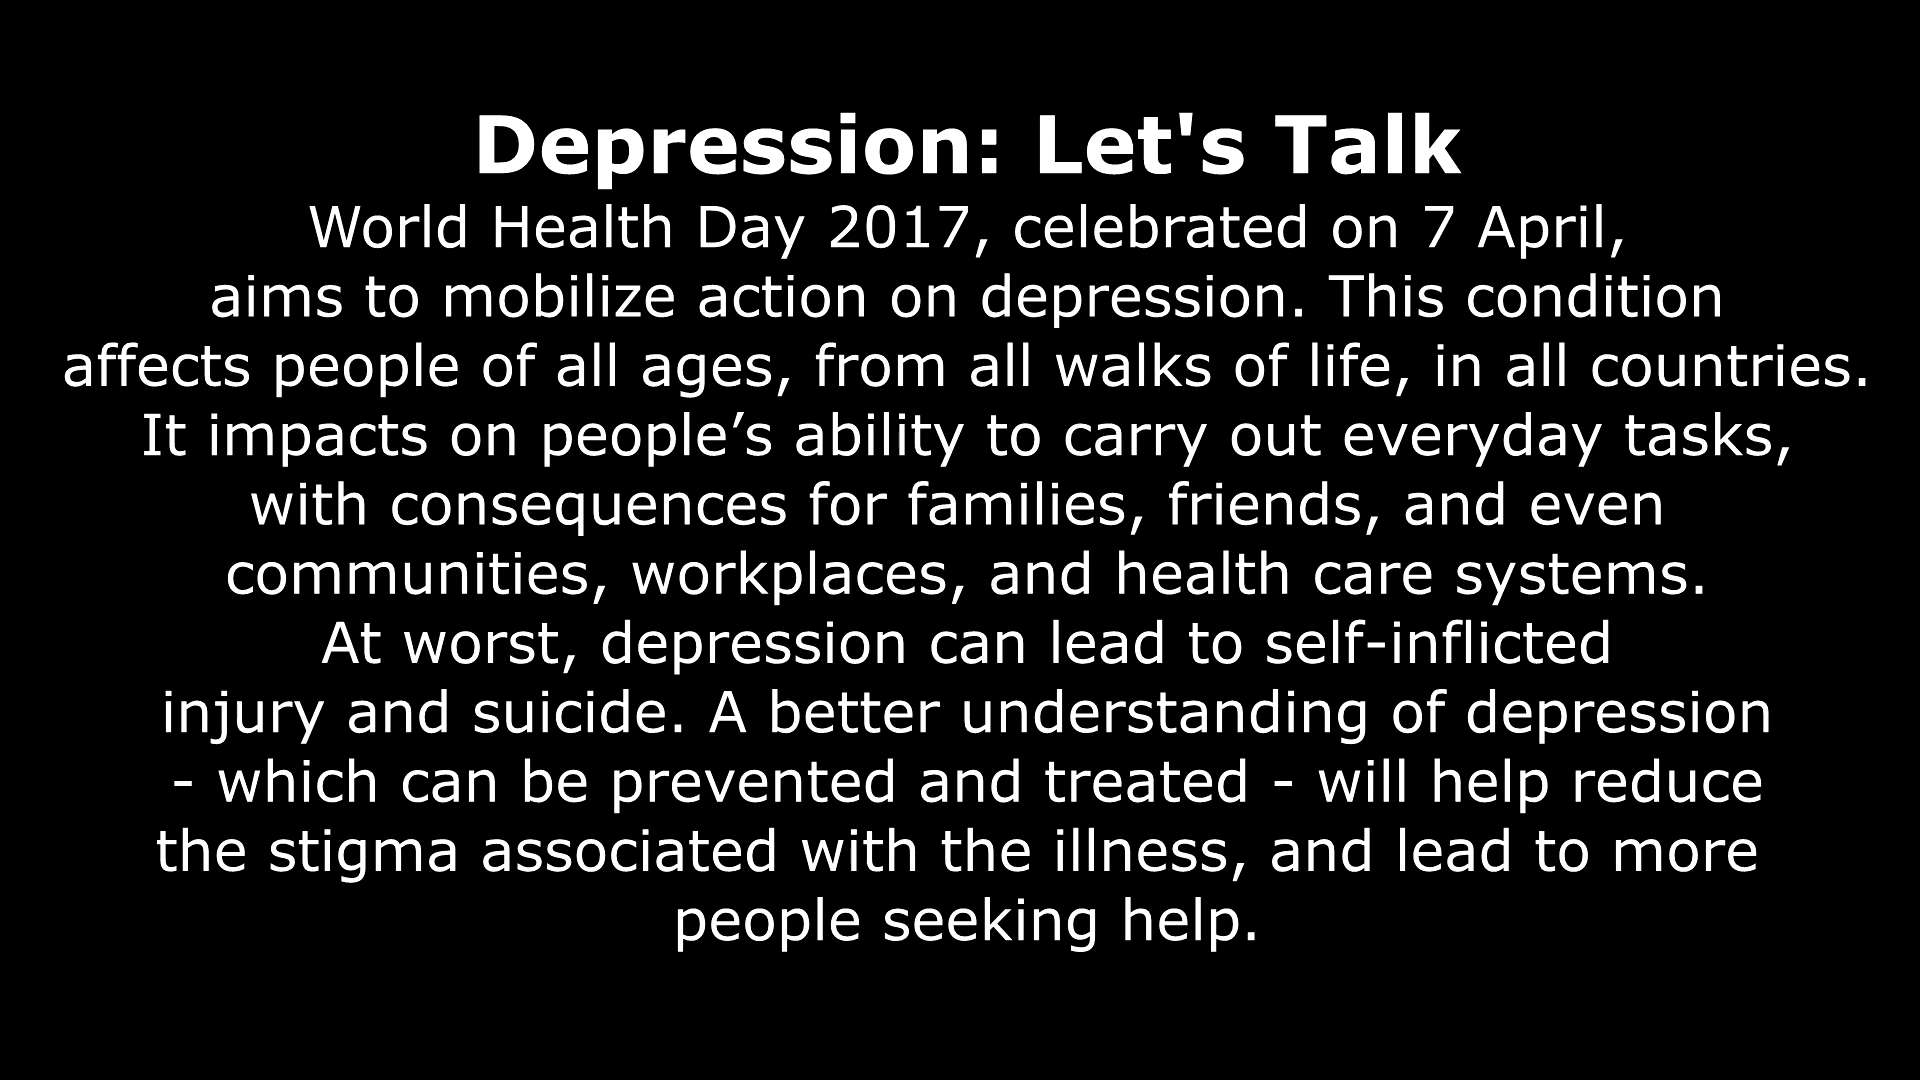 Depression: Let's Talk
World Health Day 2017, celebrated on 7 April,
aims to mobilize action on depression. This condition
affects people of all ages, from all walks of life, in all countries.
It impacts on people’s ability to carry out everyday tasks,
with consequences for families, friends, and even
communities, workplaces, and health care systems.
At worst, depression can lead to self-inflicted
injury and suicide. A better understanding of depression
- which can be prevented and treated - will help reduce
the stigma associated with the illness, and lead to more
people seeking help.